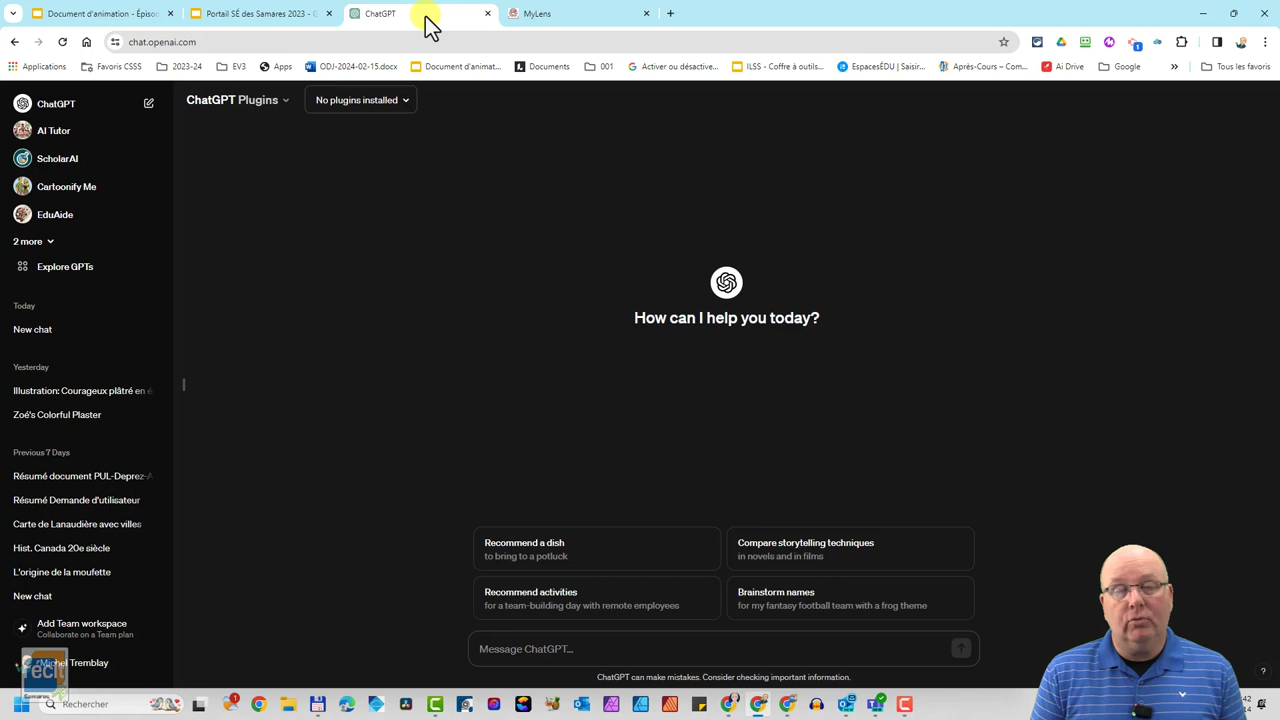 Document d'animation - Épisoc
Portail SÉ des Samares 2023 - G
ChatGPT
MyLens
chat.openai.com
Applications
Favoris CSSS
2023-24
EV3
Apps
ODJ-2024-02-15.docx
Document d'animat...
Documents
001
Activer ou désactive...
ILSS - Coffre à outils...
EspacesÉDU | Saisir...
Après-Cours – Com...
Ai Drive
Google
Tous les favoris
ChatGPT
ChatGPT Plugins
No plugins installed
AI Tutor
ScholarAI
Cartoonify Me
EduAide
2 more
Explore GPTs
Today
New chat
Yesterday
Illustration: Courageux plâtré en é
Zoé's Colorful Plaster
Previous 7 Days
Résumé document PUL-Deprez-A
Résumé Demande d'utilisateur
Carte de Lanaudière avec villes
Hist. Canada 20e siècle
L'origine de la moufette
New chat
Add Team workspace
Collaborate on a Team plan
Michel Tremblay
How can I help you today?
Recommend a dish
to bring to a potluck
Compare storytelling techniques
in novels and in films
Recommend activities
for a team-building day with remote employees
Brainstorm names
for my fantasy football team with a frog theme
Message ChatGPT...
ChatGPT can make mistakes. Consider checking important information.
?
récit
Samares
Rechercher